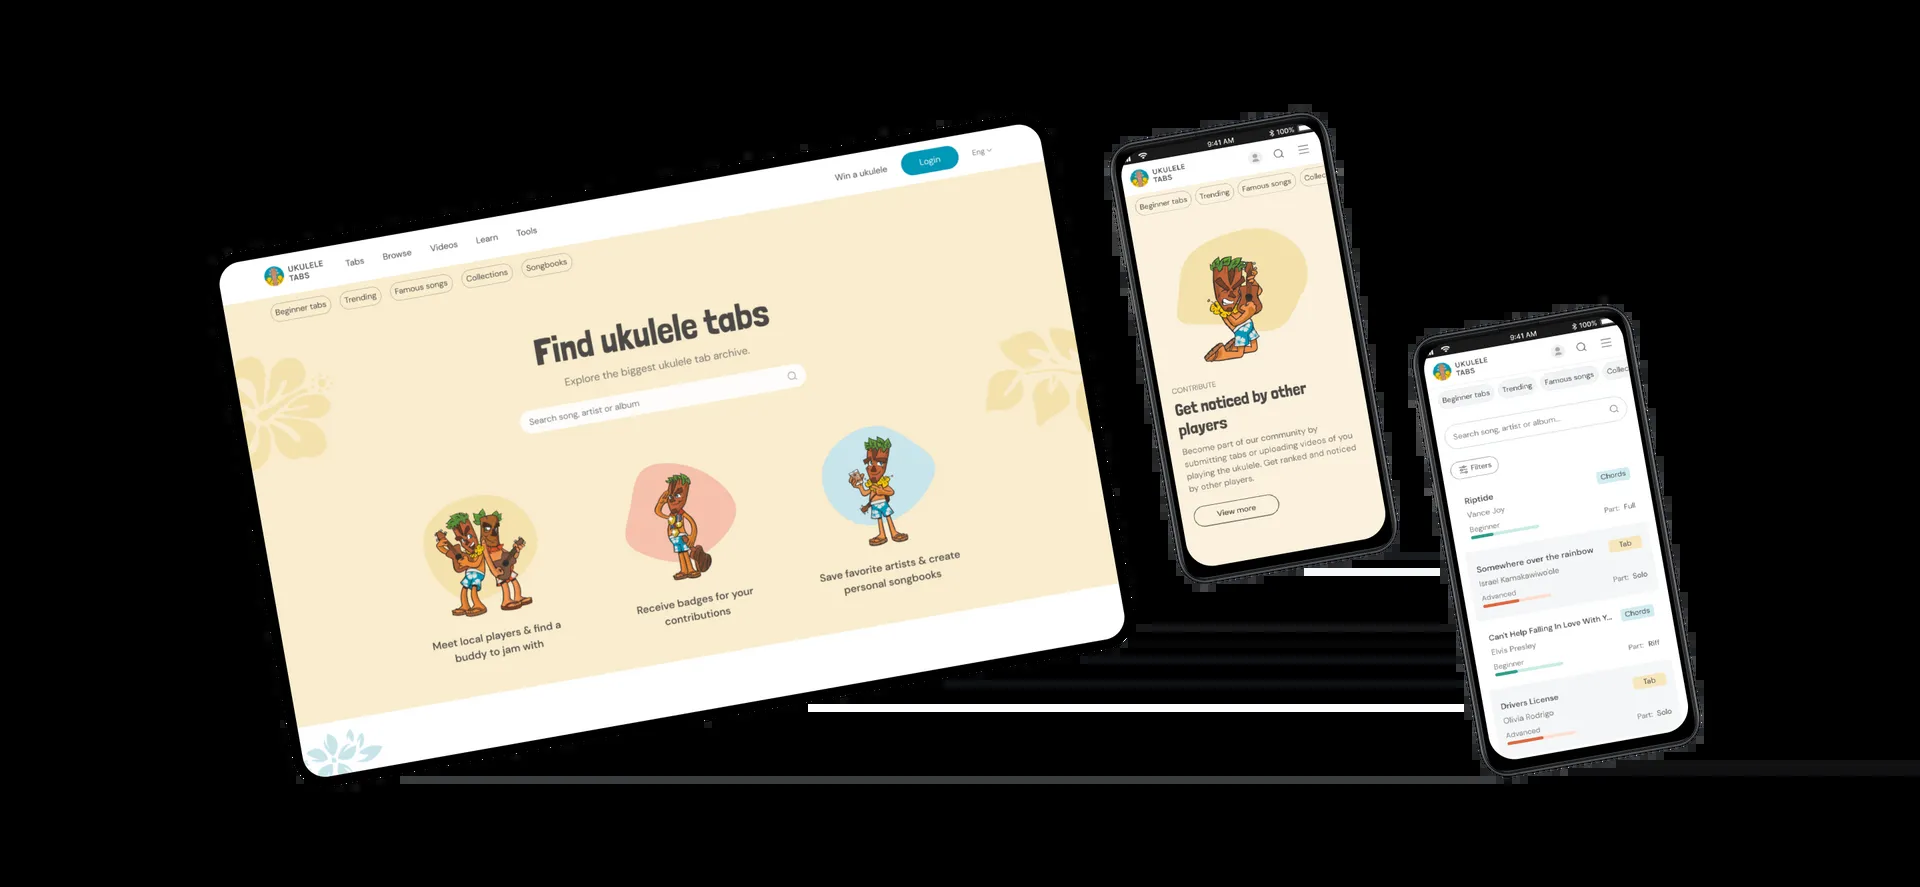 Win a ukulele
Login
Eng
UKULELE
TABS
Tabs
Browse
Videos
Learn
Tools
Beginner tabs
Trending
Famous songs
Collections
Songbooks
Find ukulele tabs
Explore the biggest ukulele tab archive.
Search song, artist or album
Meet local players & find a
buddy to jam with
Receive badges for your
contributions
Save favorite artists & create
personal songbooks
9:41 AM
100%
UKULELE
TABS
Beginner tabs
Trending
Famous songs
Collec
CONTRIBUTE
Get noticed by other
players
Become part of our community by
submitting tabs or uploading videos of you
playing the ukulele. Get ranked and noticed
by other players.
View more
9:41 AM
100%
UKULELE
TABS
Beginner tabs
Trending
Famous songs
Collec
Search song, artist or album...
Filters
Chords
Riptide
Vance Joy
Part: Full
Beginner
Tab
Somewhere over the rainbow
Israel Kamakawiwo'ole
Part: Solo
Advanced
Chords
Can't Help Falling In Love With Y...
Elvis Presley
Part: Riff
Beginner
Tab
Drivers License
Olivia Rodrigo
Part: Solo
Advanced